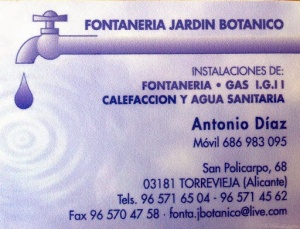 FONTANERIA JARDIN BOTANICO
INSTALACIONES DE:
FONTANERIA • GAS I.G.II
CALEFACCION Y AGUA SANITARIA
Antonio Díaz
Móvil 686 983 095
San Policarpo, 68
03181 TORREVIEJA (Alicante)
Tels. 96 571 65 04 - 96 571 45 62
Fax 96 570 47 58 • fonta.jbotanico@live.com